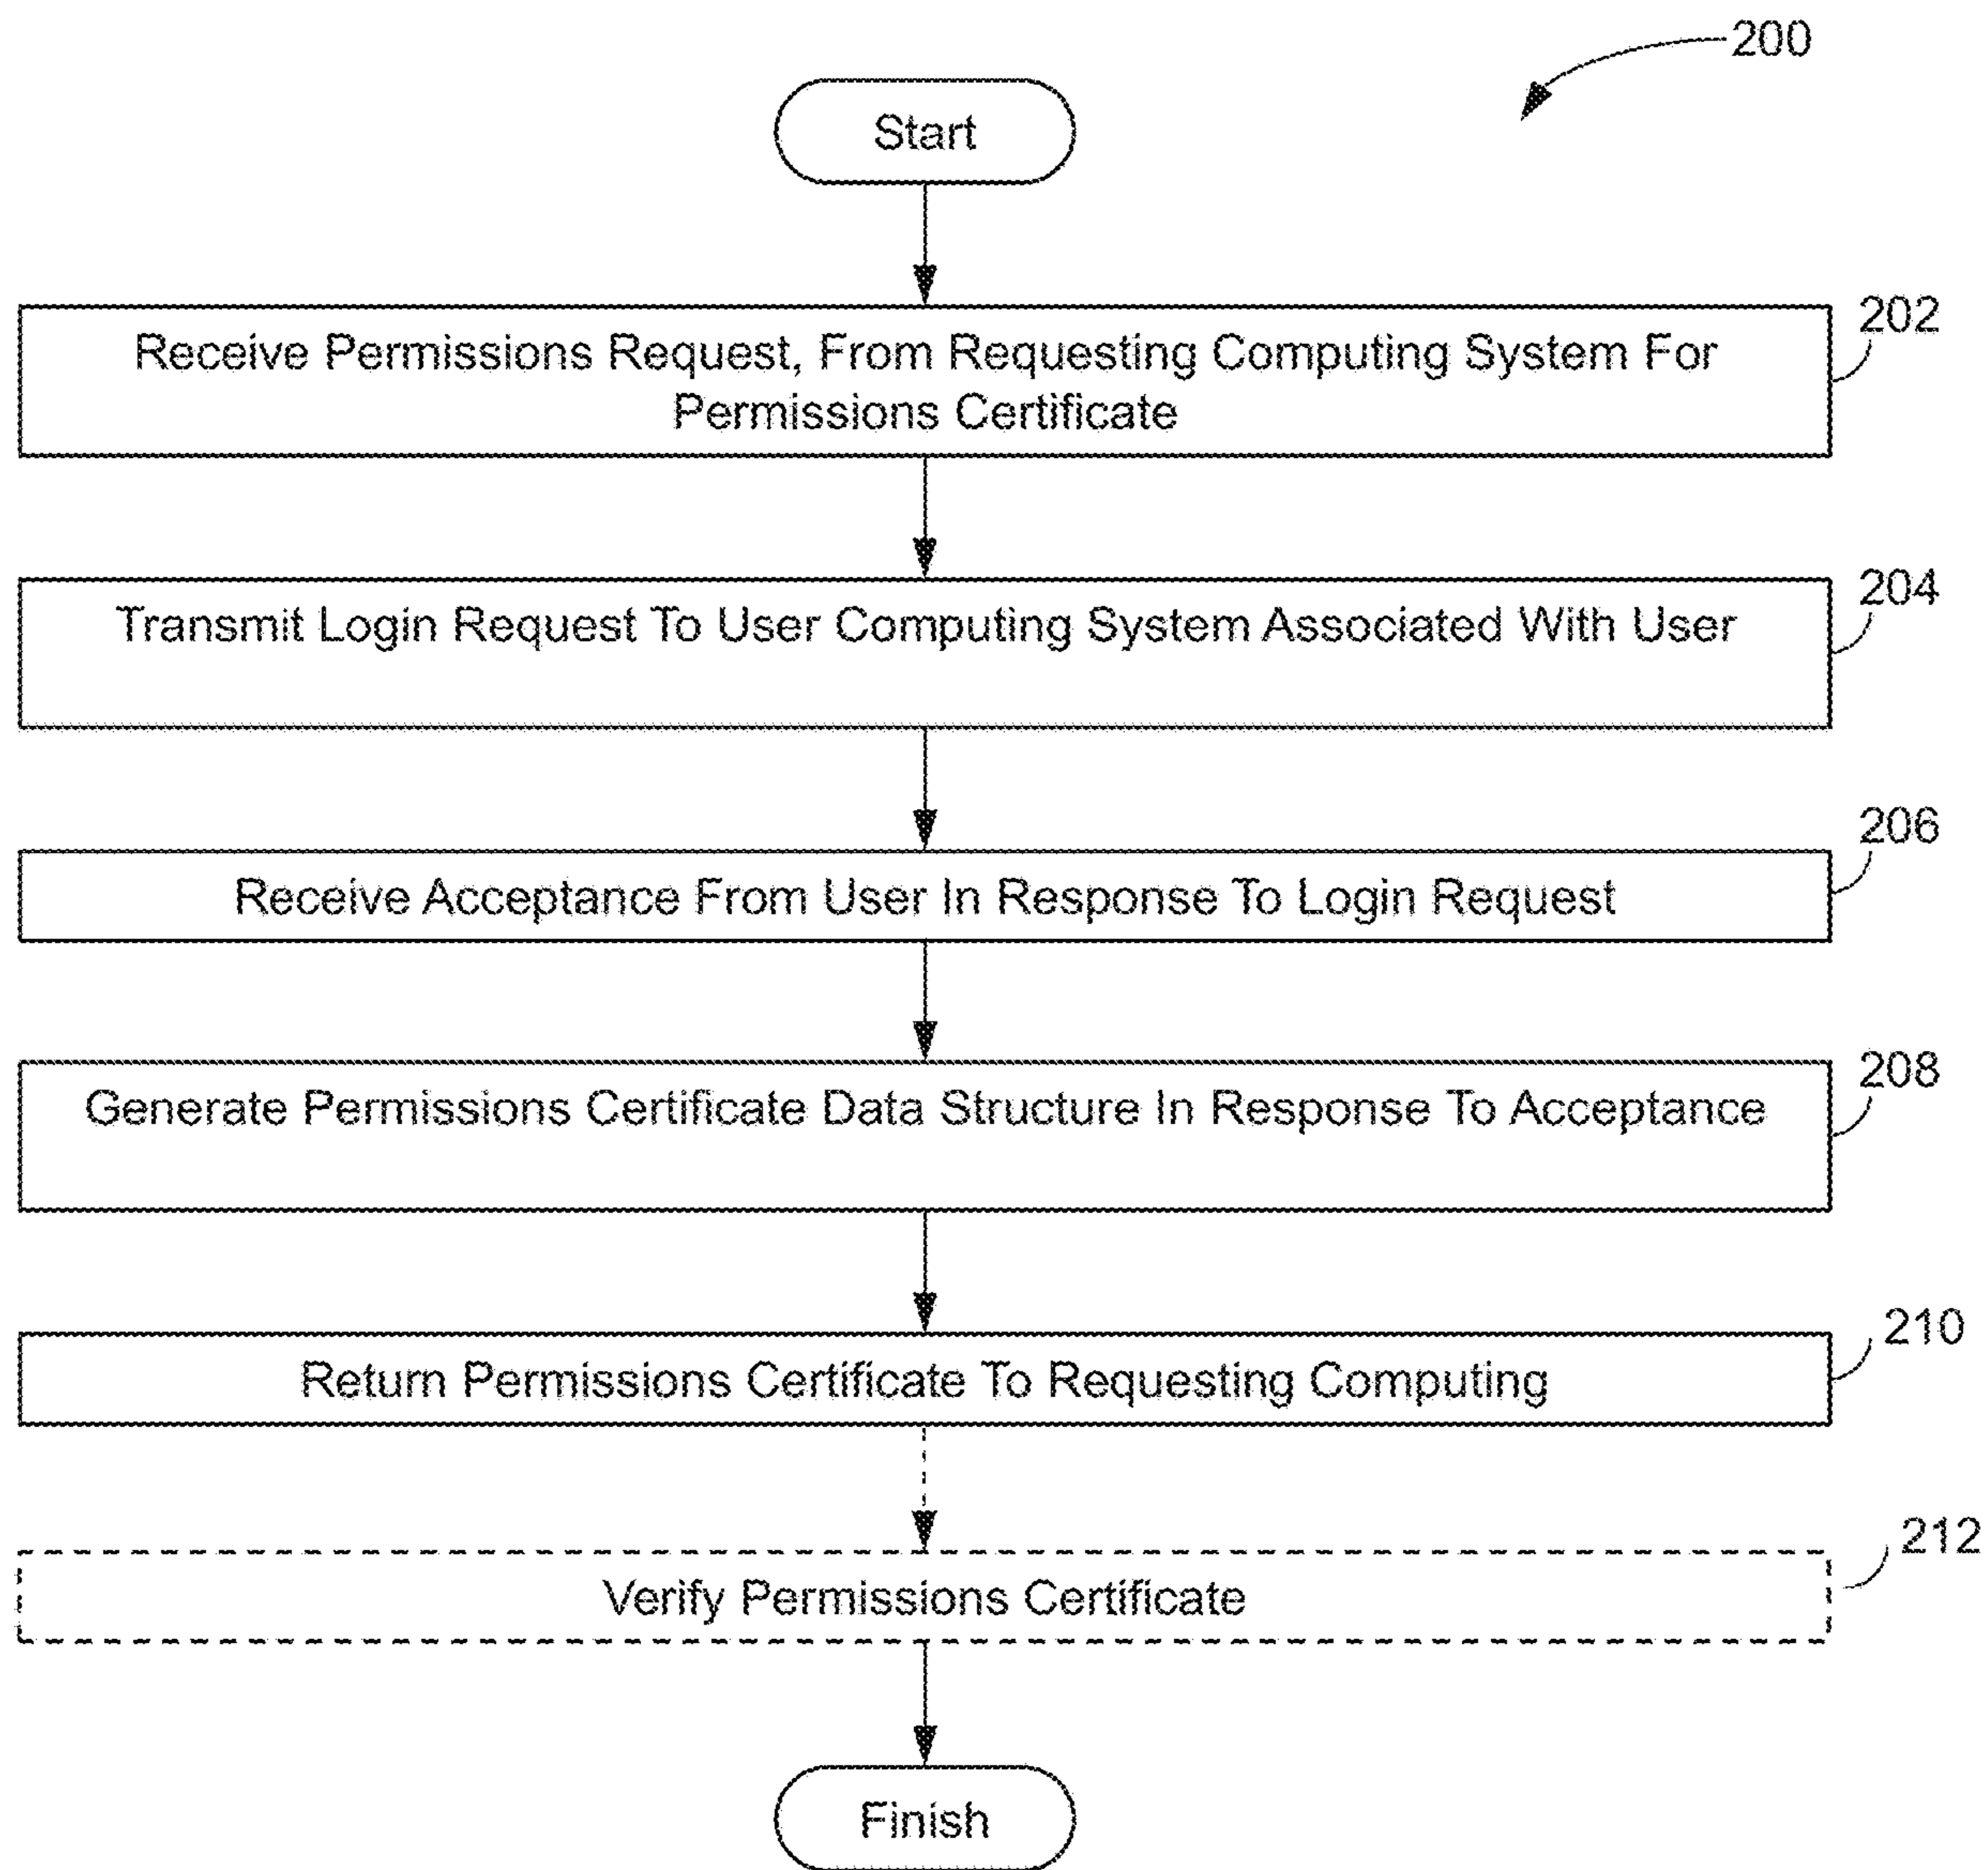 200
Start
202
Receive Permissions Request, From Requesting Computing System For
Permissions Certificate
204
Transmit Login Request To User Computing System Associated With User
206
Receive Acceptance From User In Response To Login Request
208
Generate Permissions Certificate Data Structure In Response To Acceptance
210
Return Permissions Certificate To Requesting Computing
212
Verify Permissions Certificate
Finish